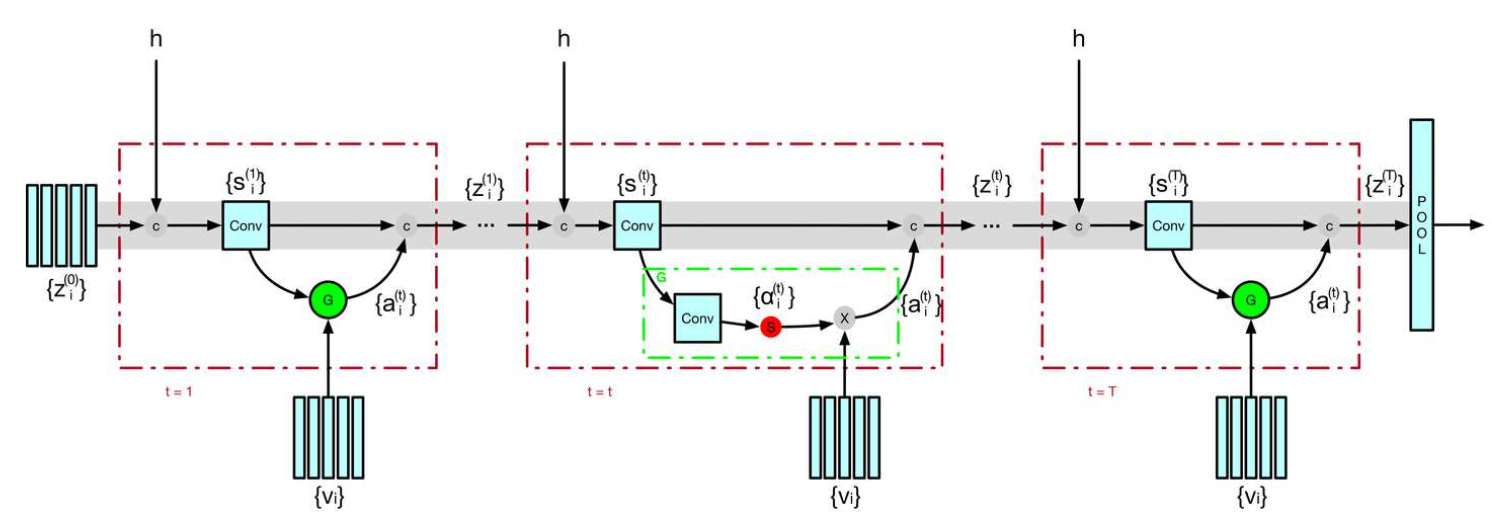 h h h
{s_i^(1)} {s_i^(t)} {s_i^(T)}
{z_i^(1)} {z_i^(t)} {z_i^(T)}
c Conv c ... c Conv c ... c Conv c
POOL
{z_i^(0)}
G {a_i^(t)}
G
Conv {α_i^(t)} S X {a_i^(t)}
G {a_i^(t)}
t = 1 t = t t = T
{v_i} {v_i} {v_i}